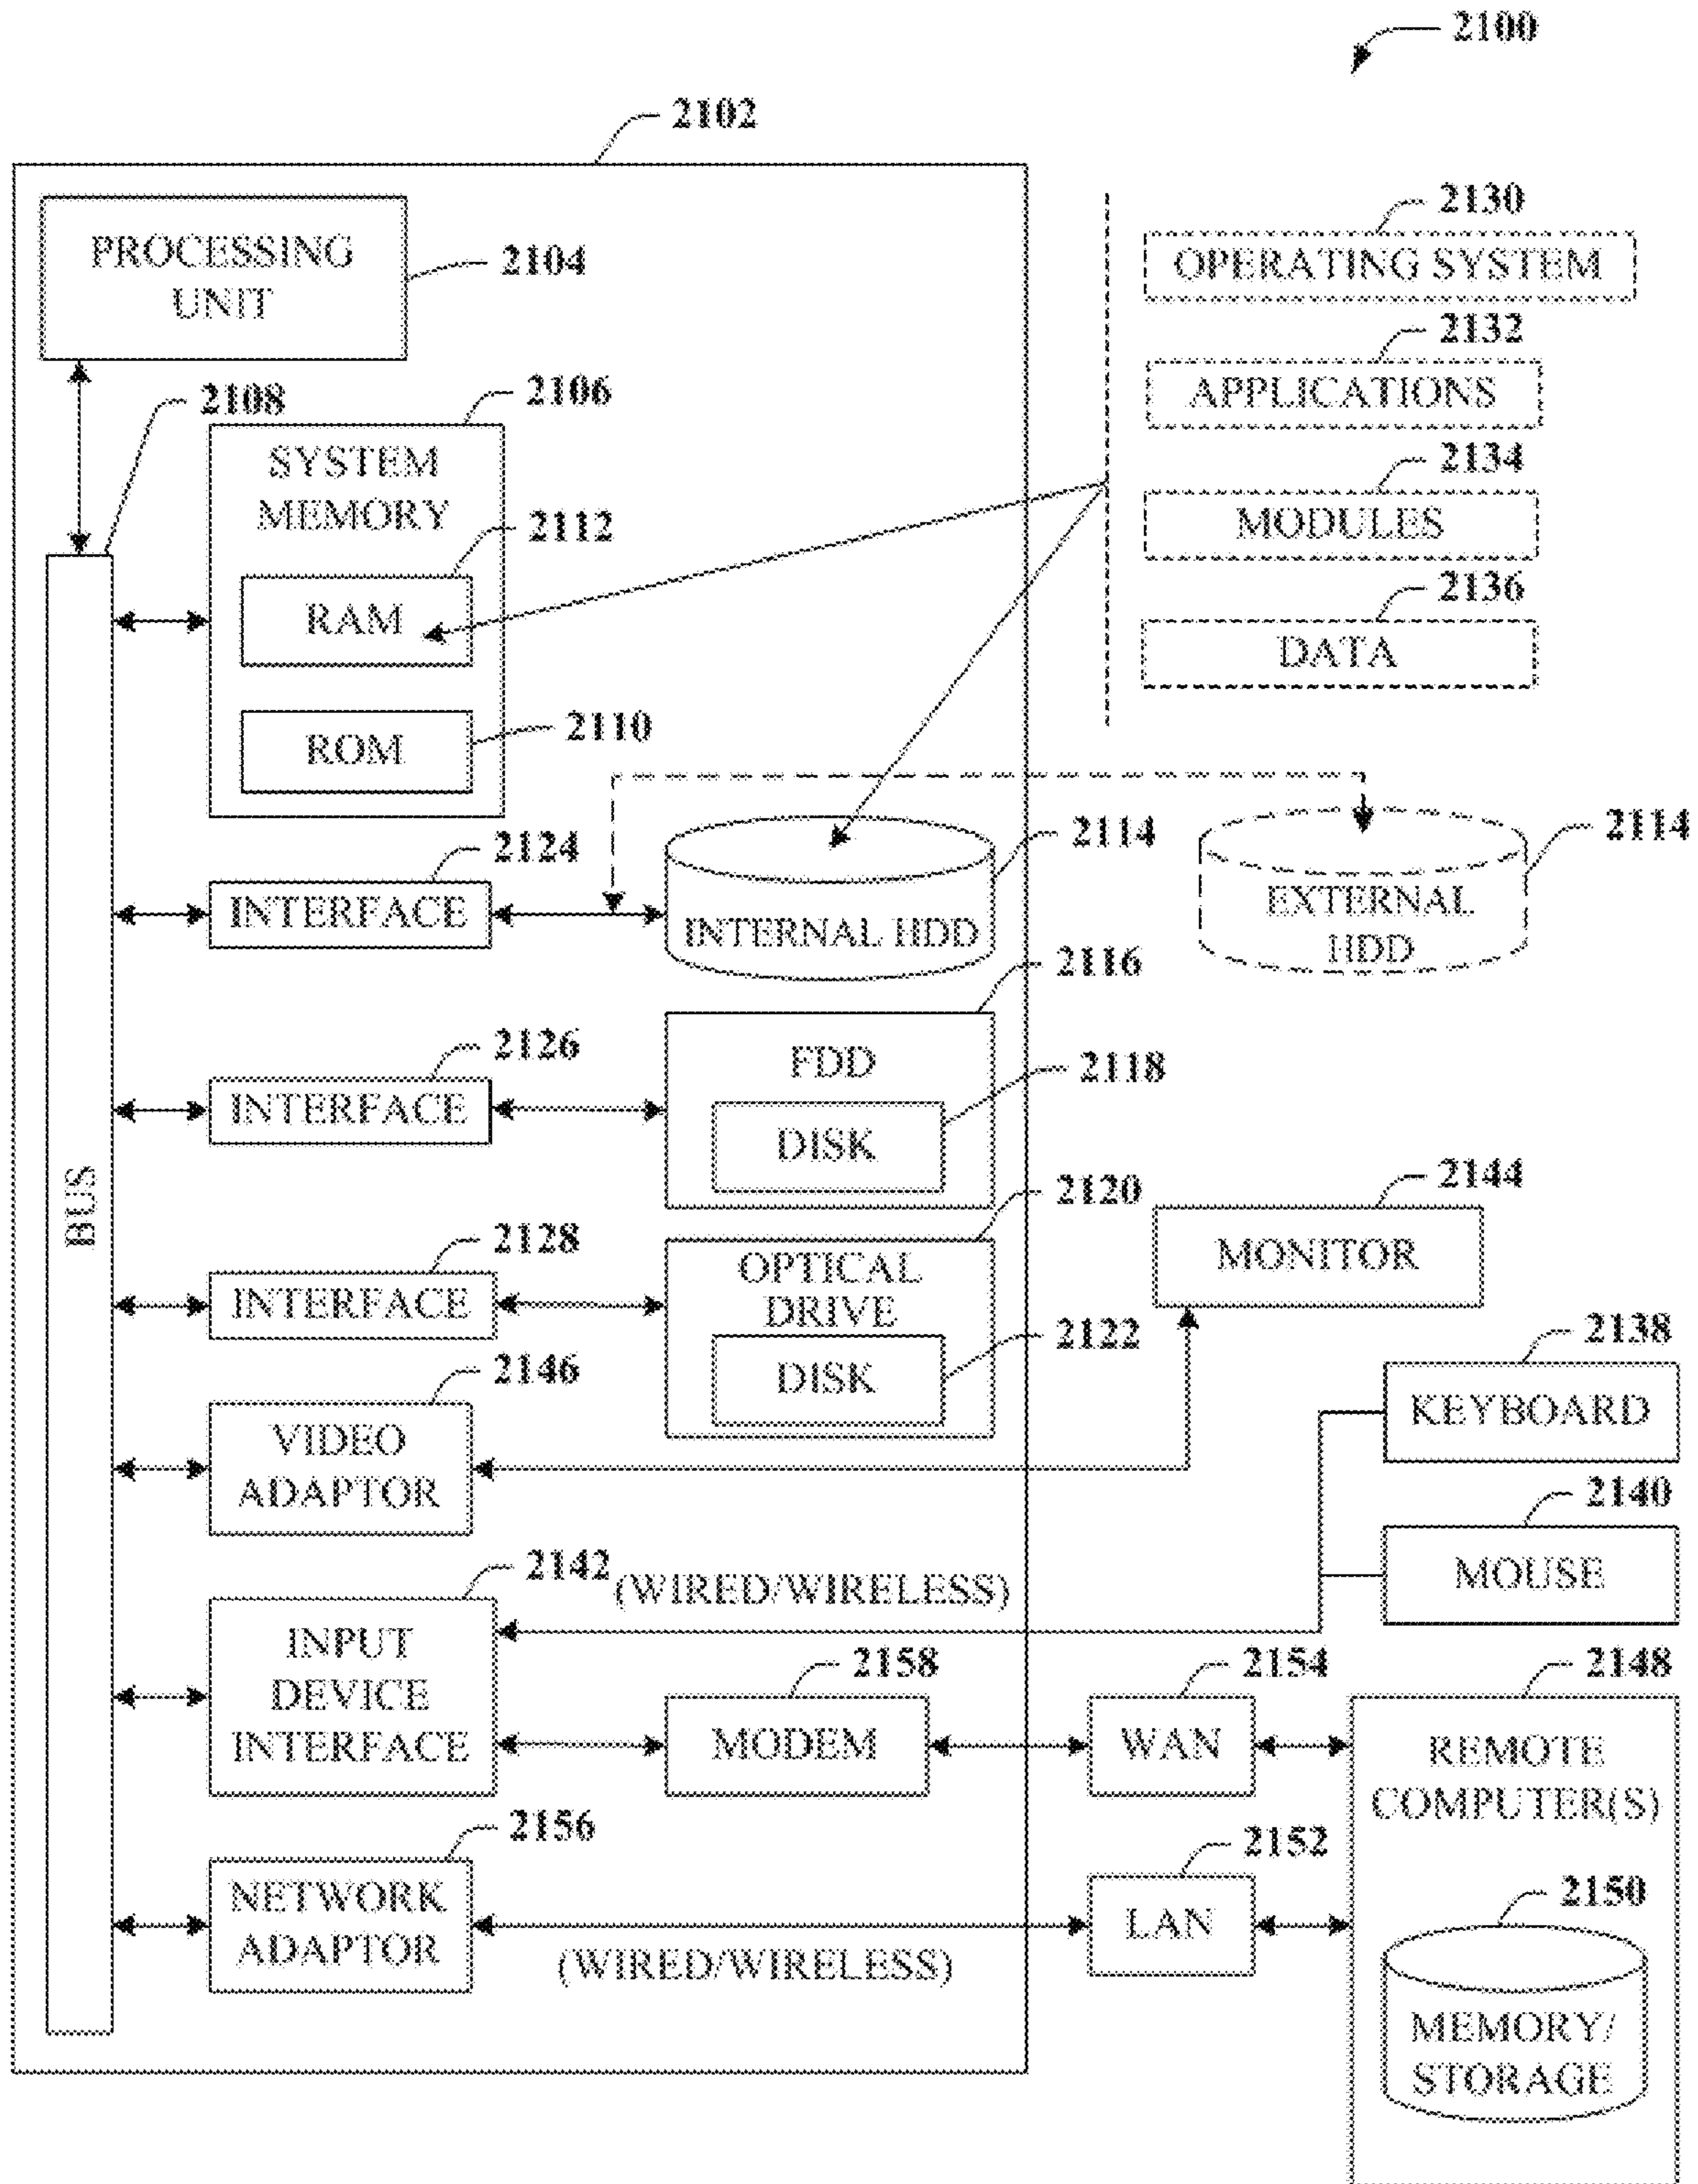 2100
2102
PROCESSING
UNIT
2104
2108
2106
SYSTEM
MEMORY
2112
RAM
ROM
2110
2130
OPERATING SYSTEM
2132
APPLICATIONS
2134
MODULES
2136
DATA
BUS
2124
INTERFACE
INTERNAL HDD
2114
EXTERNAL
HDD
2114
2126
INTERFACE
2116
FDD
DISK
2118
2128
INTERFACE
2120
OPTICAL
DRIVE
DISK
2122
2144
MONITOR
2146
VIDEO
ADAPTOR
2138
KEYBOARD
2140
MOUSE
2142
(WIRED/WIRELESS)
INPUT
DEVICE
INTERFACE
2158
MODEM
2154
WAN
2148
REMOTE
COMPUTER(S)
2156
NETWORK
ADAPTOR
(WIRED/WIRELESS)
2152
LAN
2150
MEMORY/
STORAGE